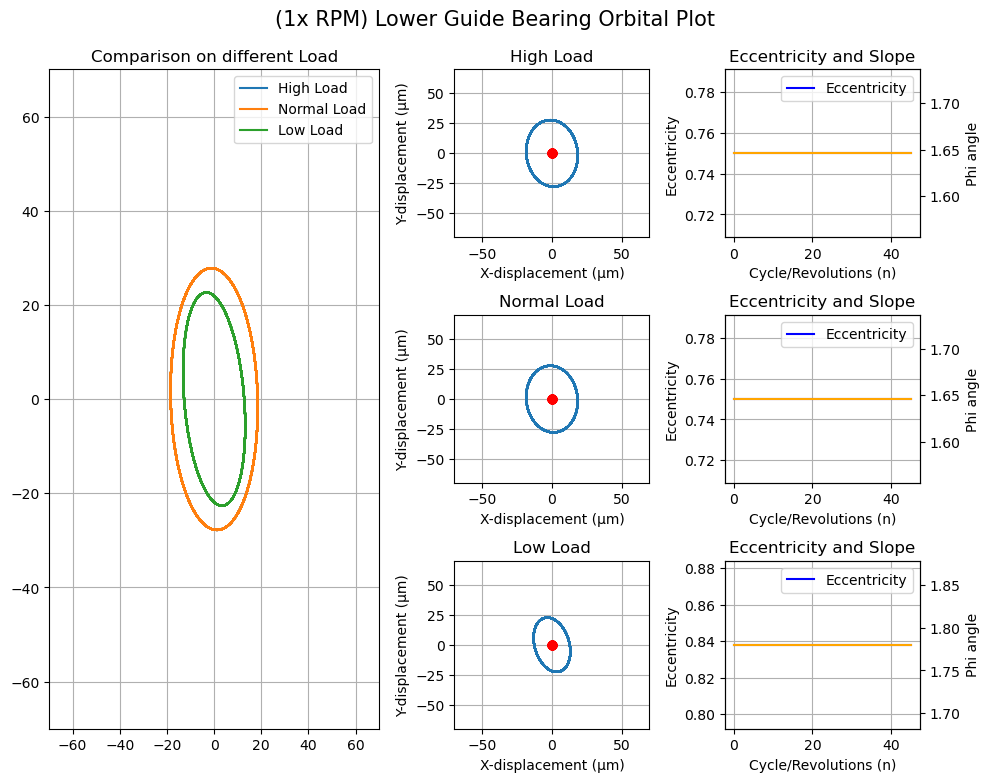 (1x RPM) Lower Guide Bearing Orbital Plot
Comparison on different Load
High Load
Normal Load
Low Load
60
40
20
0
−20
−40
−60
−60 −40 −20 0 20 40 60
High Load
Y-displacement (μm)
50
25
0
−25
−50
−50 0 50
X-displacement (μm)
Eccentricity and Slope
Eccentricity
Eccentricity
0.78
0.76
0.74
0.72
1.70
1.65
1.60
Phi angle
0 20 40
Cycle/Revolutions (n)
Normal Load
Y-displacement (μm)
50
25
0
−25
−50
−50 0 50
X-displacement (μm)
Eccentricity and Slope
Eccentricity
Eccentricity
0.78
0.76
0.74
0.72
1.70
1.65
1.60
Phi angle
0 20 40
Cycle/Revolutions (n)
Low Load
Y-displacement (μm)
50
25
0
−25
−50
−50 0 50
X-displacement (μm)
Eccentricity and Slope
Eccentricity
Eccentricity
0.88
0.86
0.84
0.82
0.80
1.85
1.80
1.75
1.70
Phi angle
0 20 40
Cycle/Revolutions (n)